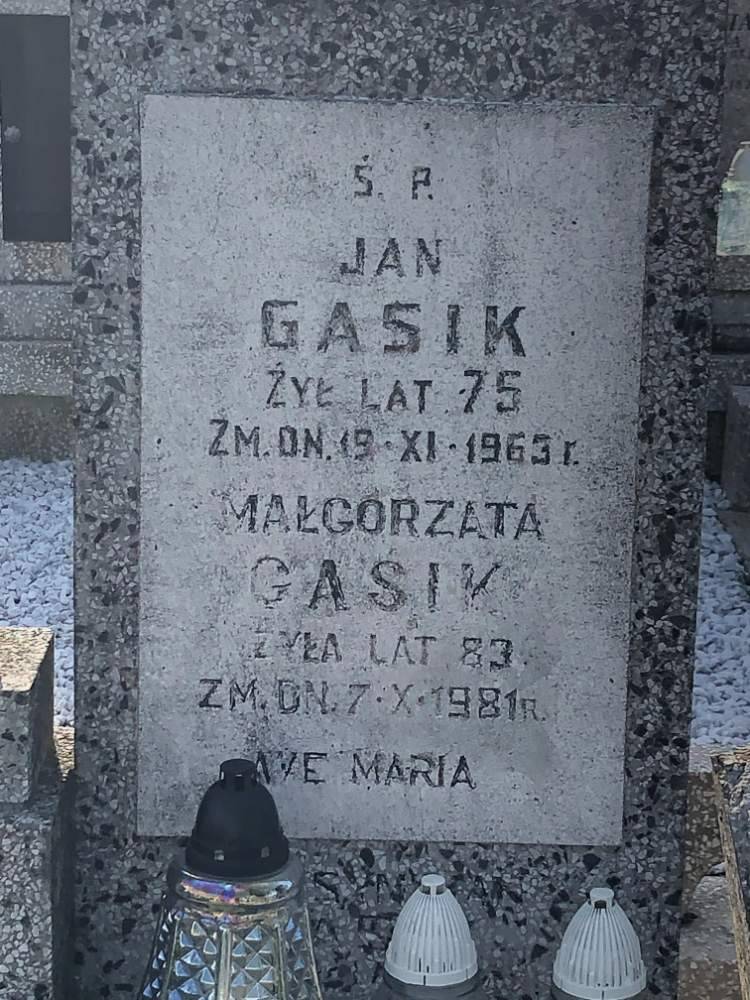 Ś. P.
JAN
GASIK
ŻYŁ LAT 75
ZM. DN. 19 · XI · 1963 r.
MAŁGORZATA
GASIK
ŻYŁA LAT 83
ZM. DN. 7 · X · 1981 R.
AVE MARIA